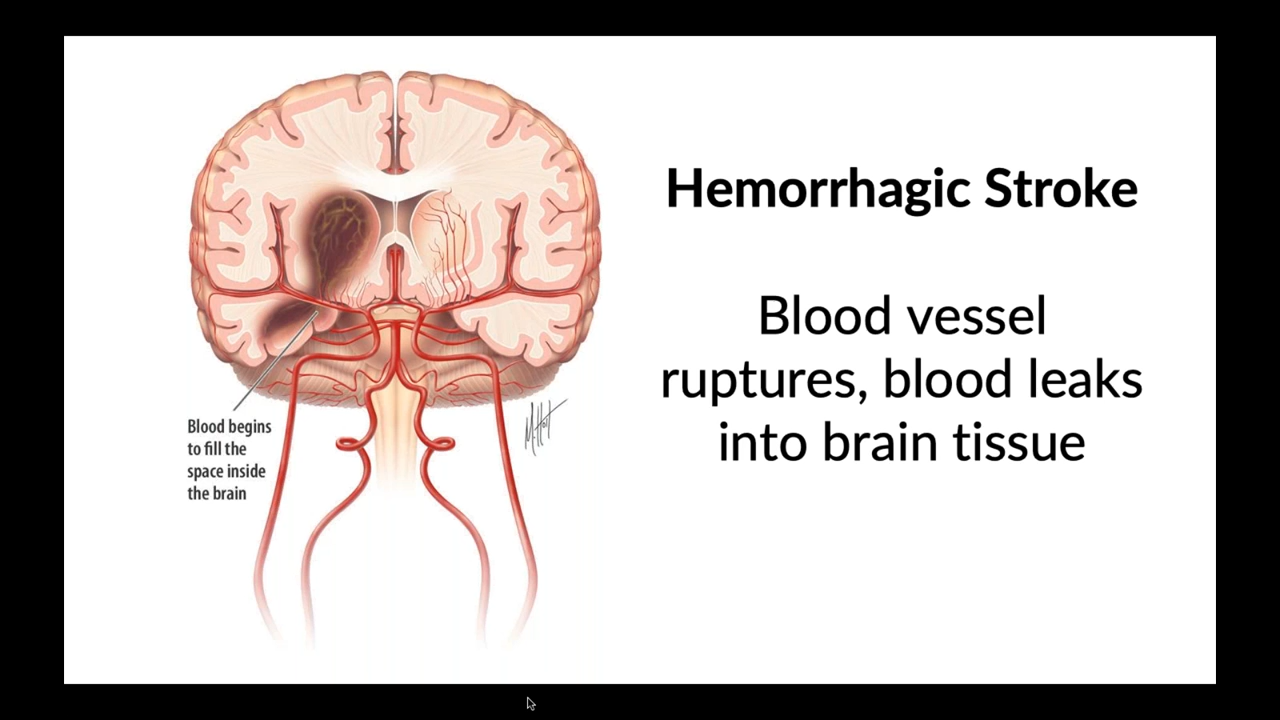 Hemorrhagic Stroke
Blood vessel
ruptures, blood leaks
into brain tissue
Blood begins
to fill the
space inside
the brain